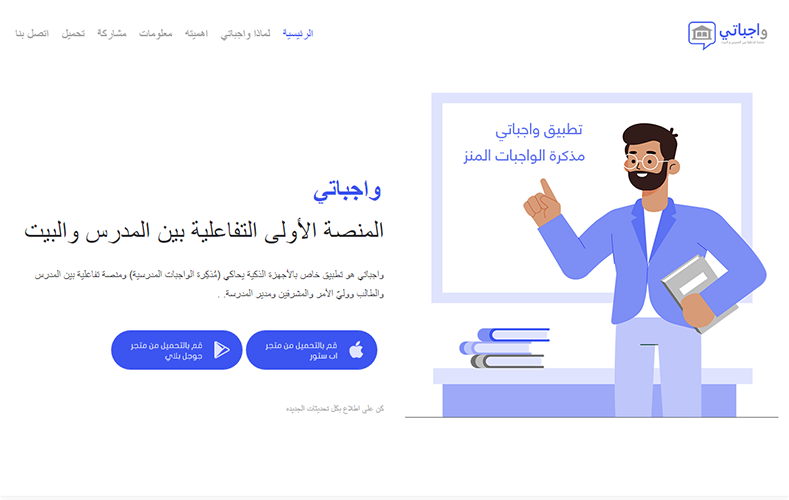 واجباتي
الرئيسية لماذا واجباتي اهميته معلومات مشاركة تحميل اتصل بنا
تطبيق واجباتي
مذكرة الواجبات المنز
واجباتي
المنصة الأولى التفاعلية بين المدرس والبيت
واجباتي هو تطبيق خاص بالأجهزة الذكية يحاكي (مُذكِرة الواجبات المدرسية) ومنصة تفاعلية بين المدرس
والطالب ووليّ الأمر والمشرفين ومدير المدرسة. .
قم بالتحميل من متجر
اب ستور
قم بالتحميل من متجر
جوجل بلاي
كن على اطلاع بكل تحديثات الجديده